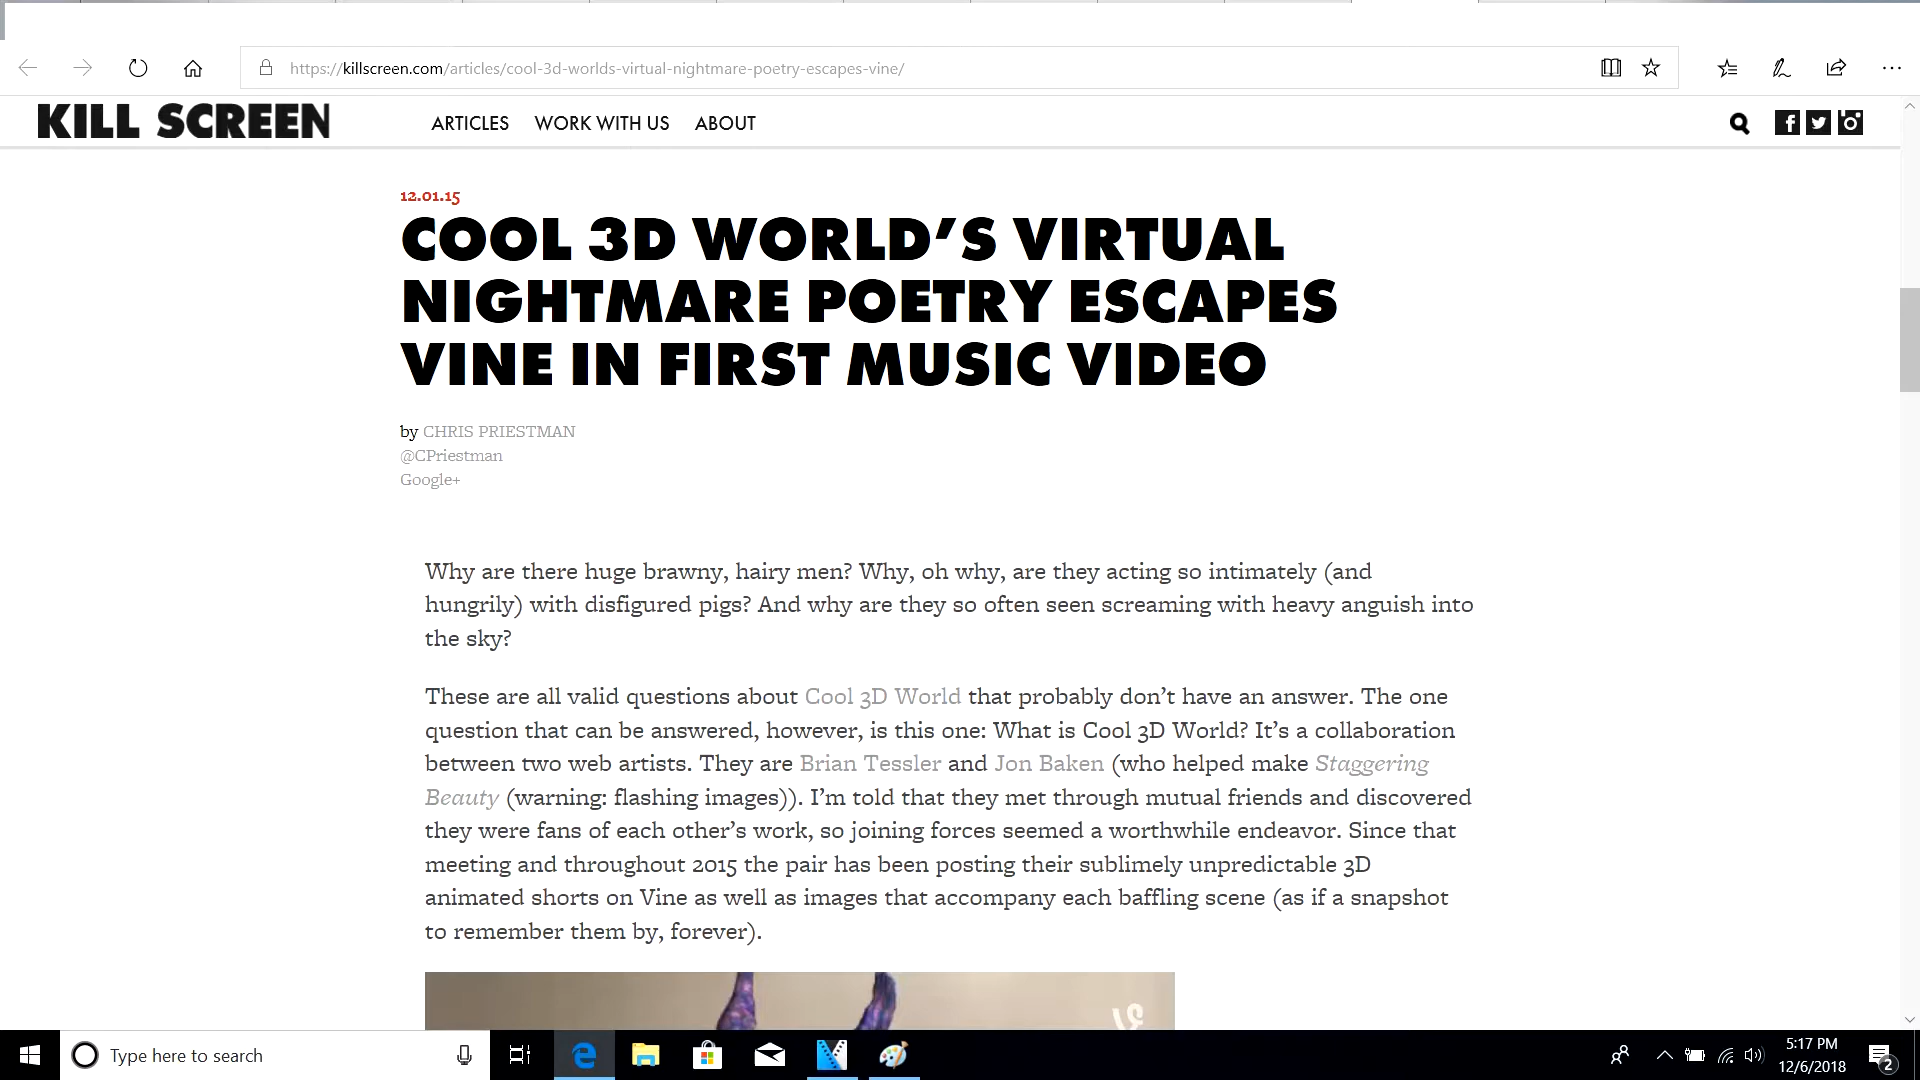 https://killscreen.com/articles/cool-3d-worlds-virtual-nightmare-poetry-escapes-vine/
KILL SCREEN
ARTICLES WORK WITH US ABOUT
12.01.15
COOL 3D WORLD’S VIRTUAL
NIGHTMARE POETRY ESCAPES
VINE IN FIRST MUSIC VIDEO
by CHRIS PRIESTMAN
@CPriestman
Google+
Why are there huge brawny, hairy men? Why, oh why, are they acting so intimately (and
hungrily) with disfigured pigs? And why are they so often seen screaming with heavy anguish into
the sky?
These are all valid questions about Cool 3D World that probably don’t have an answer. The one
question that can be answered, however, is this one: What is Cool 3D World? It’s a collaboration
between two web artists. They are Brian Tessler and Jon Baken (who helped make Staggering
Beauty (warning: flashing images)). I’m told that they met through mutual friends and discovered
they were fans of each other’s work, so joining forces seemed a worthwhile endeavor. Since that
meeting and throughout 2015 the pair has been posting their sublimely unpredictable 3D
animated shorts on Vine as well as images that accompany each baffling scene (as if a snapshot
to remember them by, forever).
Type here to search
5:17 PM
12/6/2018
2